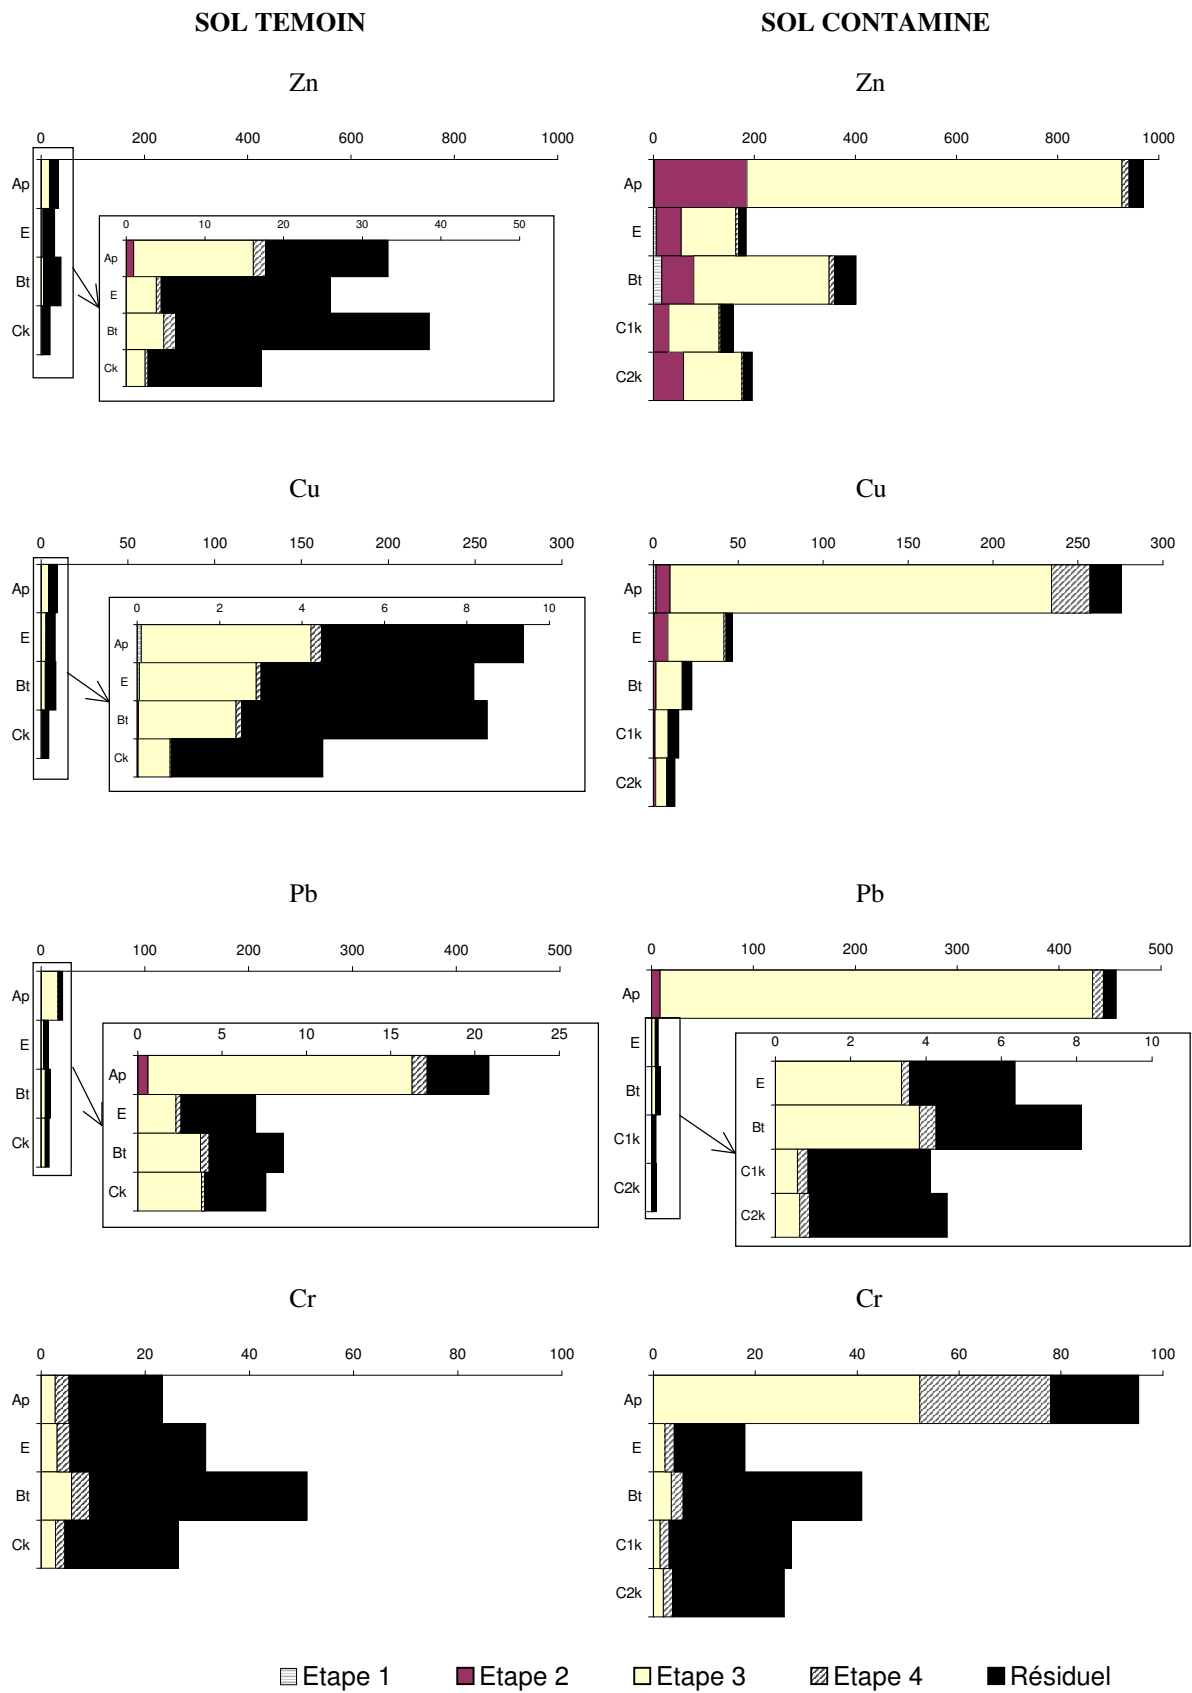 SOL TEMOIN
SOL CONTAMINE
Zn
0 200 400 600 800 1000
Ap
E
Bt
Ck
0 10 20 30 40 50
Ap
E
Bt
Ck
Zn
0 200 400 600 800 1000
Ap
E
Bt
C1k
C2k
Cu
0 50 100 150 200 250 300
Ap
E
Bt
Ck
0 2 4 6 8 10
Ap
E
Bt
Ck
Cu
0 50 100 150 200 250 300
Ap
E
Bt
C1k
C2k
Pb
0 100 200 300 400 500
Ap
E
Bt
Ck
0 5 10 15 20 25
Ap
E
Bt
Ck
Pb
0 100 200 300 400 500
Ap
E
Bt
C1k
C2k
0 2 4 6 8 10
E
Bt
C1k
C2k
Cr
0 20 40 60 80 100
Ap
E
Bt
Ck
Cr
0 20 40 60 80 100
Ap
E
Bt
C1k
C2k
Etape 1 Etape 2 Etape 3 Etape 4 Résiduel